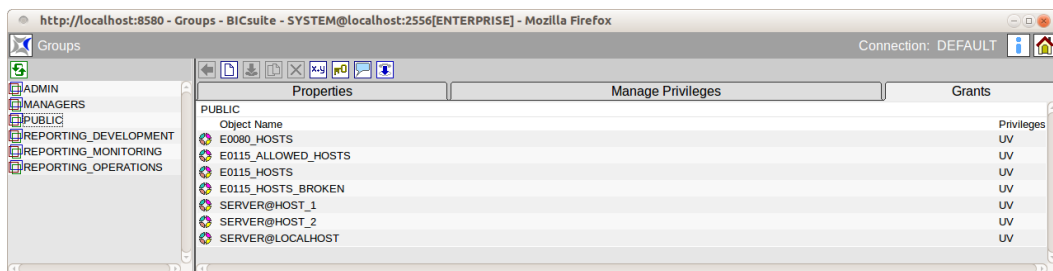 http://localhost:8580 - Groups - BICsuite - SYSTEM@localhost:2556[ENTERPRISE] - Mozilla Firefox
Groups
Connection: DEFAULT
ADMIN
MANAGERS
PUBLIC
REPORTING_DEVELOPMENT
REPORTING_MONITORING
REPORTING_OPERATIONS
x.y
Properties Manage Privileges Grants
PUBLIC
Object Name Privileges
E0080_HOSTS UV
E0115_ALLOWED_HOSTS UV
E0115_HOSTS UV
E0115_HOSTS_BROKEN UV
SERVER@HOST_1 UV
SERVER@HOST_2 UV
SERVER@LOCALHOST UV